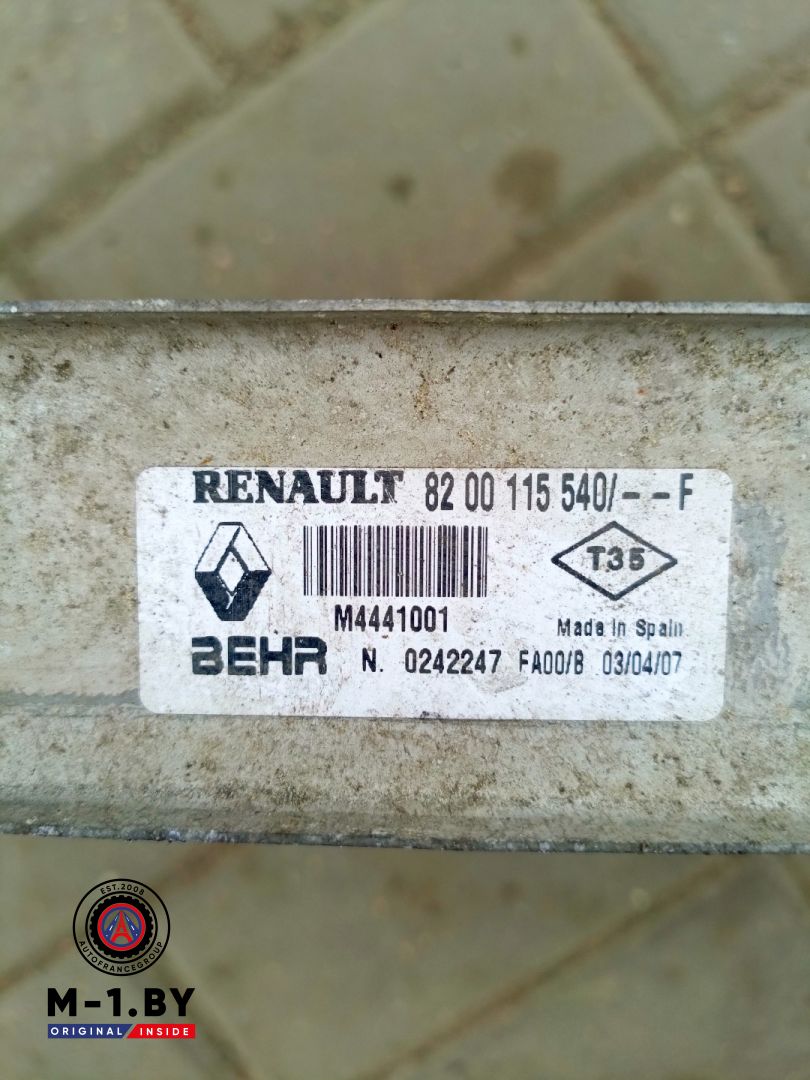 RENAULT 82 00 115 540/--F
T35
M4441001
Made In Spain
BEHR N. 0242247 FA00/B 03/04/07
EST.2008
AUTOFRANCEGROUP
M-1.BY
ORIGINAL INSIDE